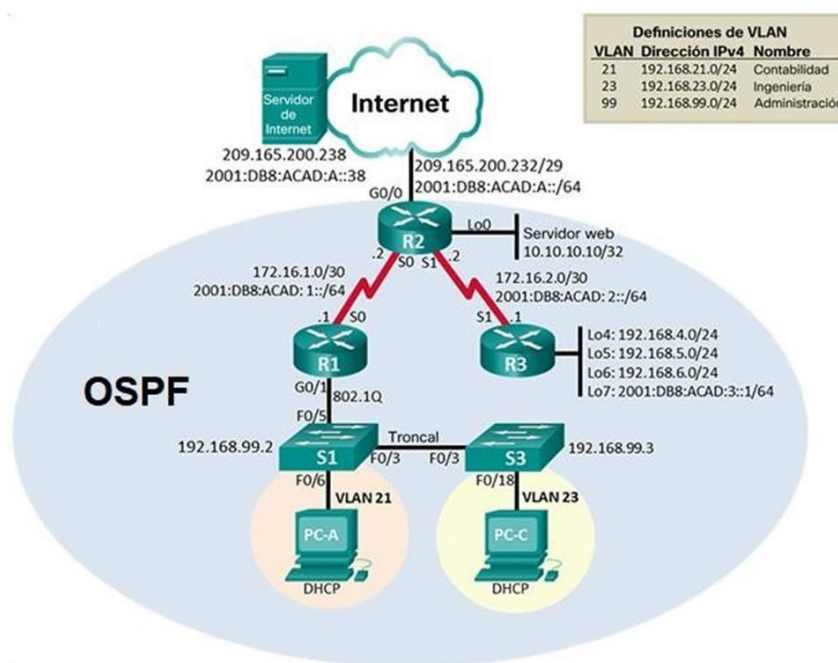 Definiciones de VLAN
VLAN Dirección IPv4 Nombre
21 192.168.21.0/24 Contabilidad
23 192.168.23.0/24 Ingeniería
99 192.168.99.0/24 Administración
Servidor
de
Internet
Internet
209.165.200.238
2001:DB8:ACAD:A::38
209.165.200.232/29
2001:DB8:ACAD:A::/64
G0/0
R2
Lo0
Servidor web
10.10.10.10/32
.2
S0
S1
.2
172.16.1.0/30
2001:DB8:ACAD: 1::/64
172.16.2.0/30
2001:DB8:ACAD: 2::/64
.1
S0
S1
.1
R1
R3
Lo4: 192.168.4.0/24
Lo5: 192.168.5.0/24
Lo6: 192.168.6.0/24
Lo7: 2001:DB8:ACAD:3::1/64
OSPF
G0/1
802.1Q
F0/5
192.168.99.2
S1
Troncal
F0/3
F0/3
S3
192.168.99.3
F0/6
VLAN 21
F0/18
VLAN 23
PC-A
PC-C
DHCP
DHCP